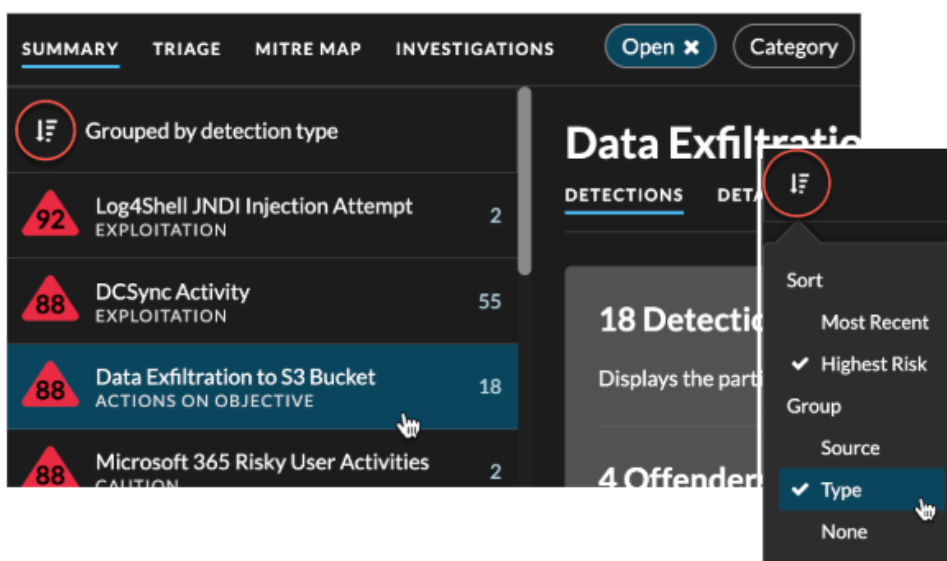 SUMMARY TRIAGE MITRE MAP INVESTIGATIONS Open ✖ Category
Grouped by detection type
92 Log4Shell JNDI Injection Attempt 2
EXPLOITATION
88 DCSync Activity 55
EXPLOITATION
88 Data Exfiltration to S3 Bucket 18
ACTIONS ON OBJECTIVE
88 Microsoft 365 Risky User Activities 2
CAUTION
Data Exfiltratio
DETECTIONS DETA
18 Detectio
Displays the parti
4 Offender
Sort
Most Recent
✔ Highest Risk
Group
Source
✔ Type
None